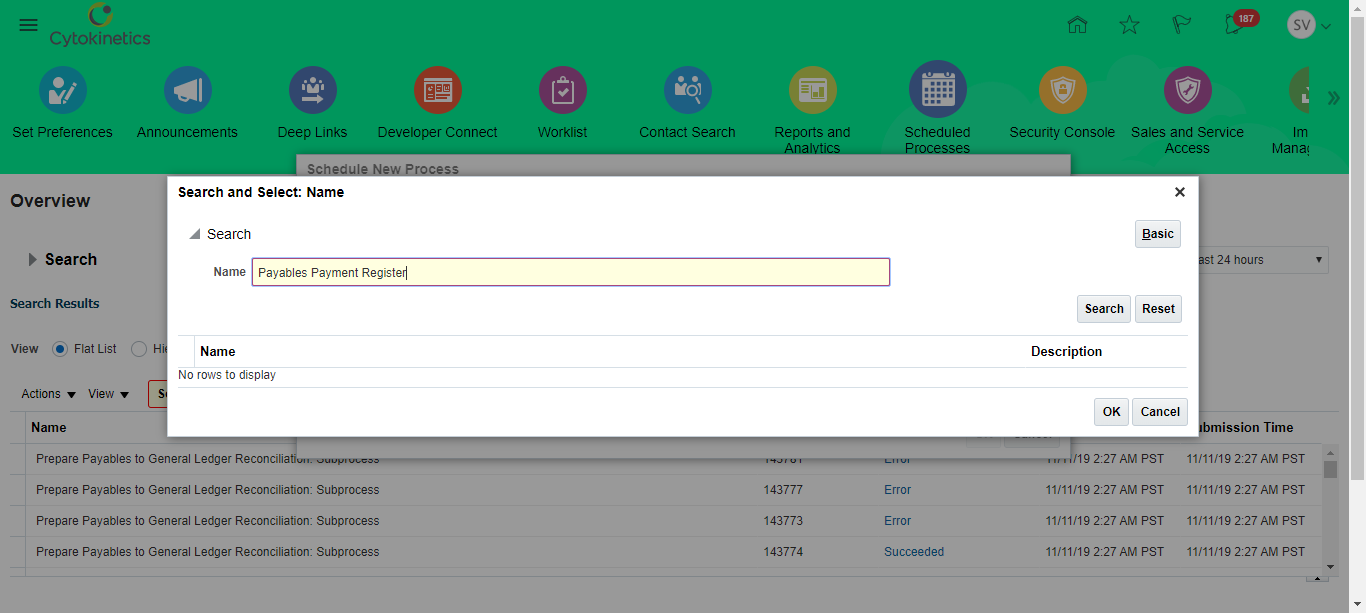 Cytokinetics
187
SV
Set Preferences
Announcements
Deep Links
Developer Connect
Worklist
Contact Search
Reports and Analytics
Scheduled Processes
Security Console
Sales and Service Access
Im
Manag
Schedule New Process
Overview
Search and Select: Name
Search
Basic
Name Payables Payment Register
Search Reset
Name Description
No rows to display
OK Cancel
Search
ast 24 hours
Search Results
View Flat List Hie
Actions View
Name
ubmission Time
Prepare Payables to General Ledger Reconciliation: Subprocess 143781 Error 11/11/19 2:27 AM PST 11/11/19 2:27 AM PST
Prepare Payables to General Ledger Reconciliation: Subprocess 143777 Error 11/11/19 2:27 AM PST 11/11/19 2:27 AM PST
Prepare Payables to General Ledger Reconciliation: Subprocess 143773 Error 11/11/19 2:27 AM PST 11/11/19 2:27 AM PST
Prepare Payables to General Ledger Reconciliation: Subprocess 143774 Succeeded 11/11/19 2:27 AM PST 11/11/19 2:27 AM PST